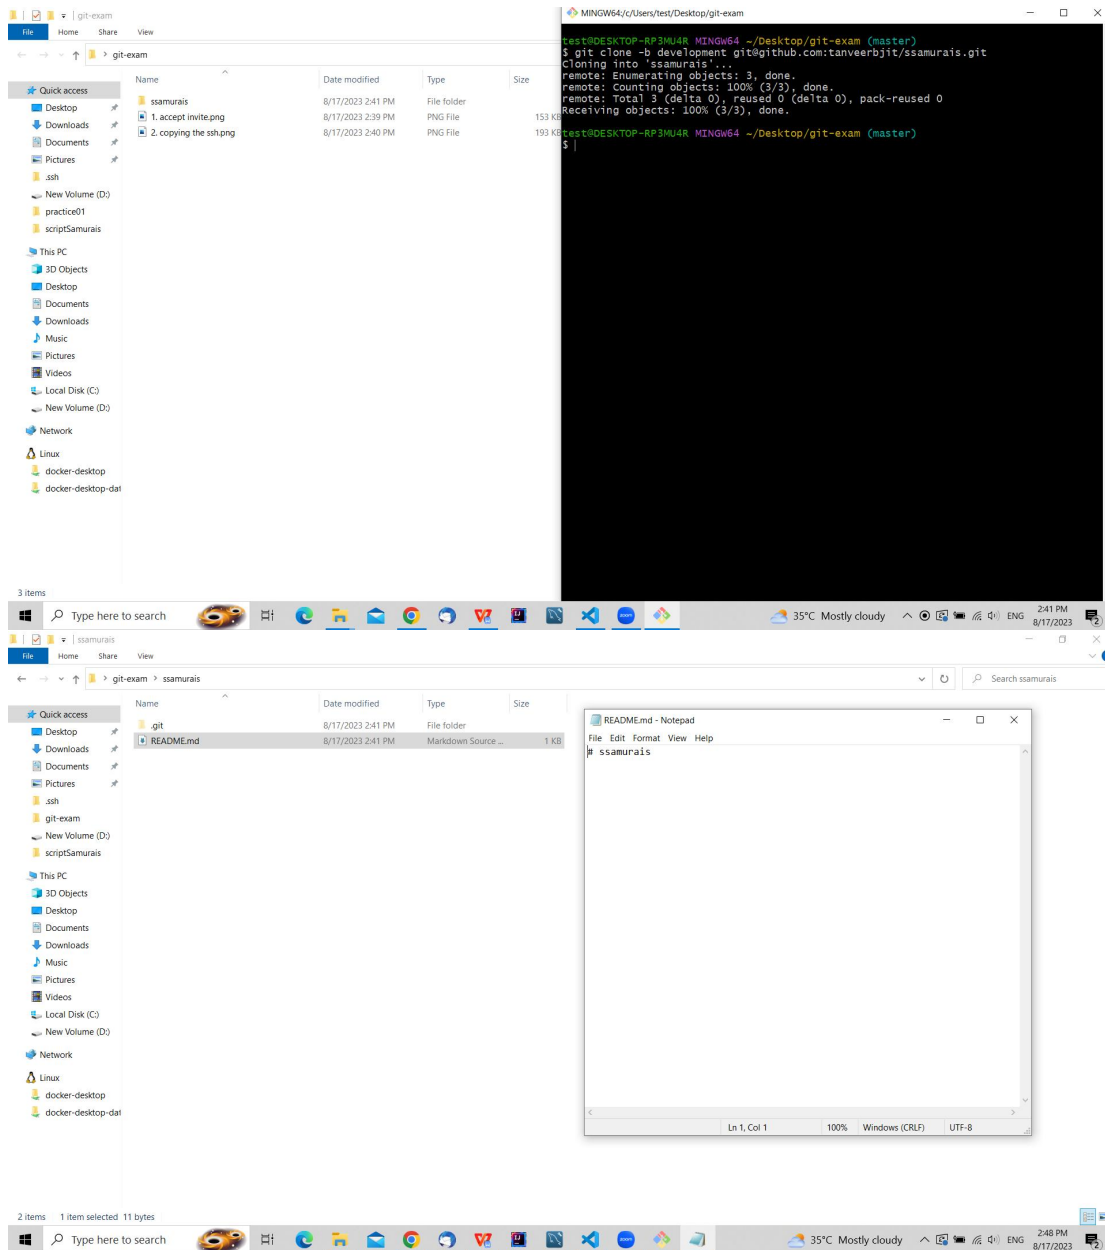 git-exam
MINGW64:/c/Users/test/Desktop/git-exam
File Home Share View
git-exam
Name Date modified Type Size
Quick access
Desktop
Downloads
Documents
Pictures
.ssh
New Volume (D:)
practice01
scriptSamurais
This PC
3D Objects
Desktop
Documents
Downloads
Music
Pictures
Videos
Local Disk (C:)
New Volume (D:)
Network
Linux
docker-desktop
docker-desktop-dat
ssamurais 8/17/2023 2:41 PM File folder
1. accept invite.png 8/17/2023 2:39 PM PNG File 153 KB
2. copying the ssh.png 8/17/2023 2:40 PM PNG File 193 KB
test@DESKTOP-RP3MU4R MINGW64 ~/Desktop/git-exam (master)
$ git clone -b development git@github.com:tanveerbjit/ssamurais.git
Cloning into 'ssamurais'...
remote: Enumerating objects: 3, done.
remote: Counting objects: 100% (3/3), done.
remote: Total 3 (delta 0), reused 0 (delta 0), pack-reused 0
Receiving objects: 100% (3/3), done.
test@DESKTOP-RP3MU4R MINGW64 ~/Desktop/git-exam (master)
$
3 items
Type here to search
zoom
35°C Mostly cloudy
ENG
2:41 PM
8/17/2023
2
ssamurais
File Home Share View
git-exam > ssamurais
Search ssamurais
Name Date modified Type Size
Quick access
Desktop
Downloads
Documents
Pictures
.ssh
git-exam
New Volume (D:)
scriptSamurais
This PC
3D Objects
Desktop
Documents
Downloads
Music
Pictures
Videos
Local Disk (C:)
New Volume (D:)
Network
Linux
docker-desktop
docker-desktop-dat
.git 8/17/2023 2:41 PM File folder
README.md 8/17/2023 2:41 PM Markdown Source ... 1 KB
README.md - Notepad
File Edit Format View Help
# ssamurais
Ln 1, Col 1 100% Windows (CRLF) UTF-8
2 items 1 item selected 11 bytes
Type here to search
zoom
35°C Mostly cloudy
ENG
2:48 PM
8/17/2023
2